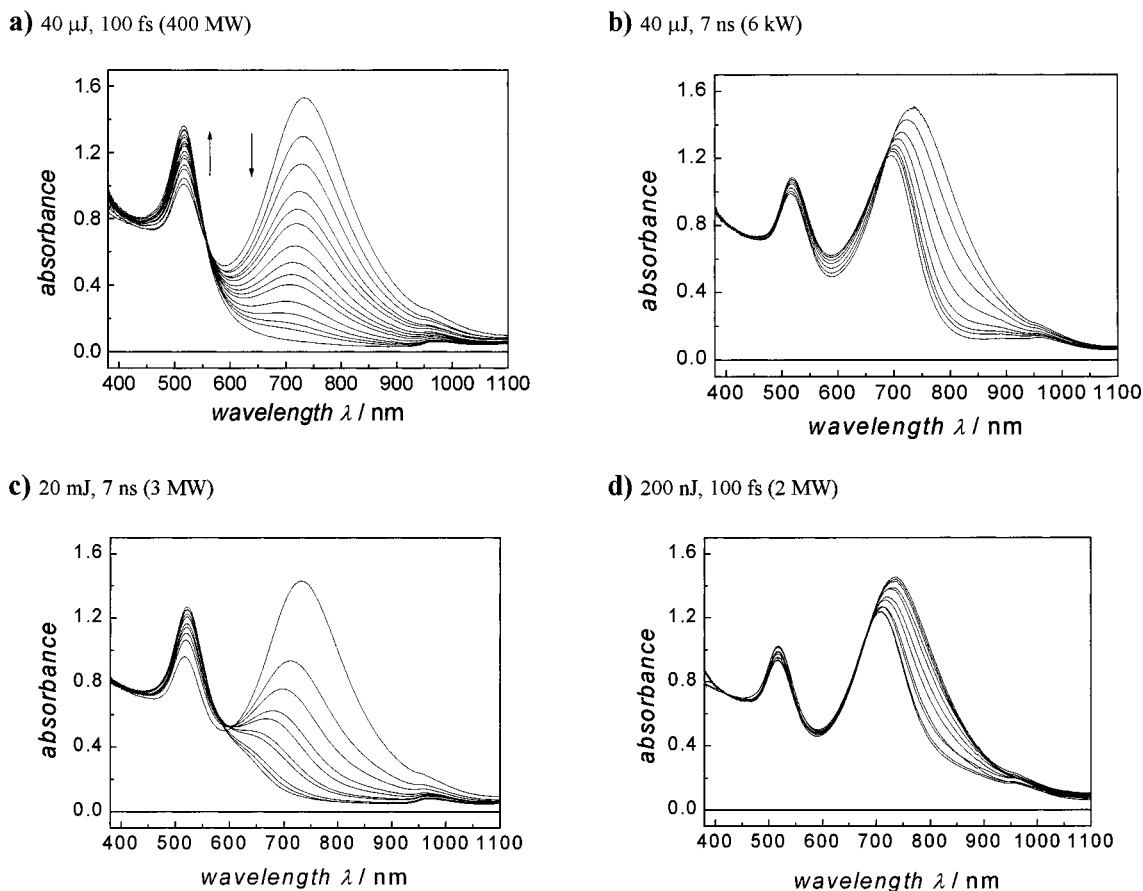 a) 40 μJ, 100 fs (400 MW)
1.6
1.2
0.8
0.4
0.0
absorbance
400 500 600 700 800 900 1000 1100
wavelength λ / nm
b) 40 μJ, 7 ns (6 kW)
1.6
1.2
0.8
0.4
0.0
absorbance
400 500 600 700 800 900 1000 1100
wavelength λ / nm
c) 20 mJ, 7 ns (3 MW)
1.6
1.2
0.8
0.4
0.0
absorbance
400 500 600 700 800 900 1000 1100
wavelength λ / nm
d) 200 nJ, 100 fs (2 MW)
1.6
1.2
0.8
0.4
0.0
absorbance
400 500 600 700 800 900 1000 1100
wavelength λ / nm